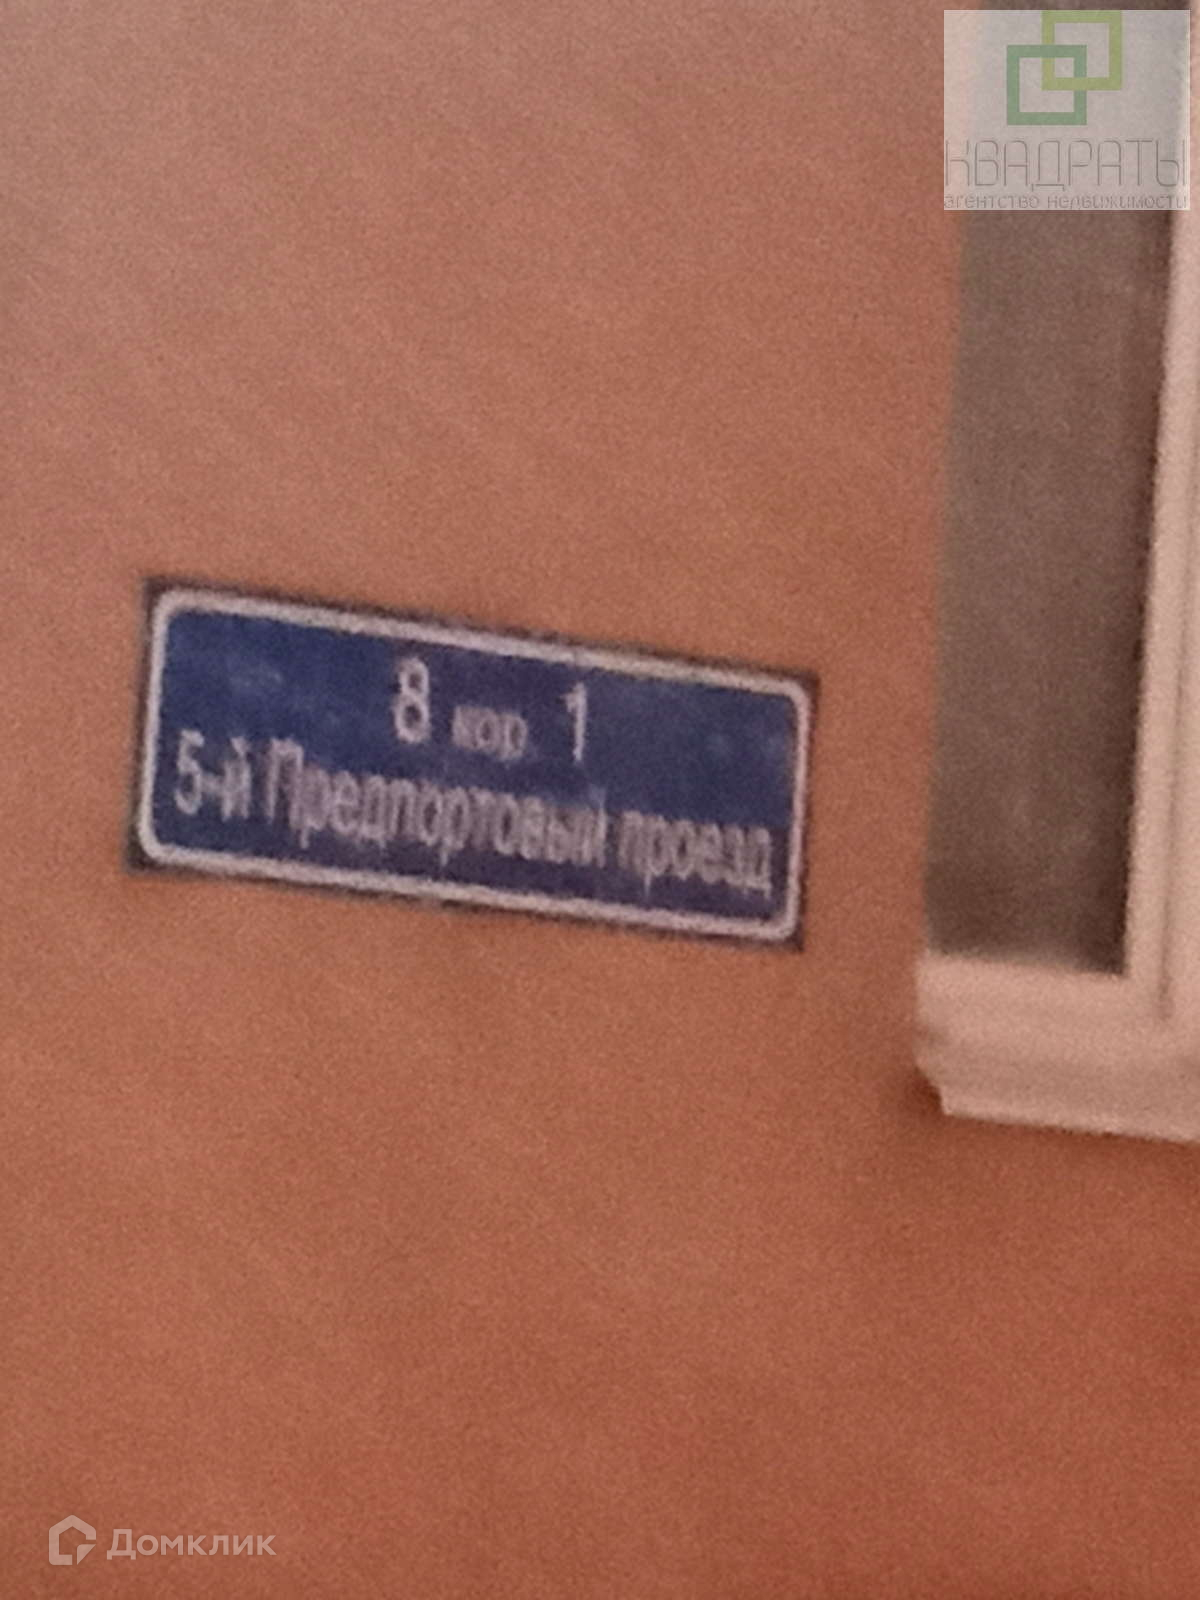 КВАДРАТЫ
агентство недвижимости
8 кор. 1
5-й Предпортовый проезд
Домклик